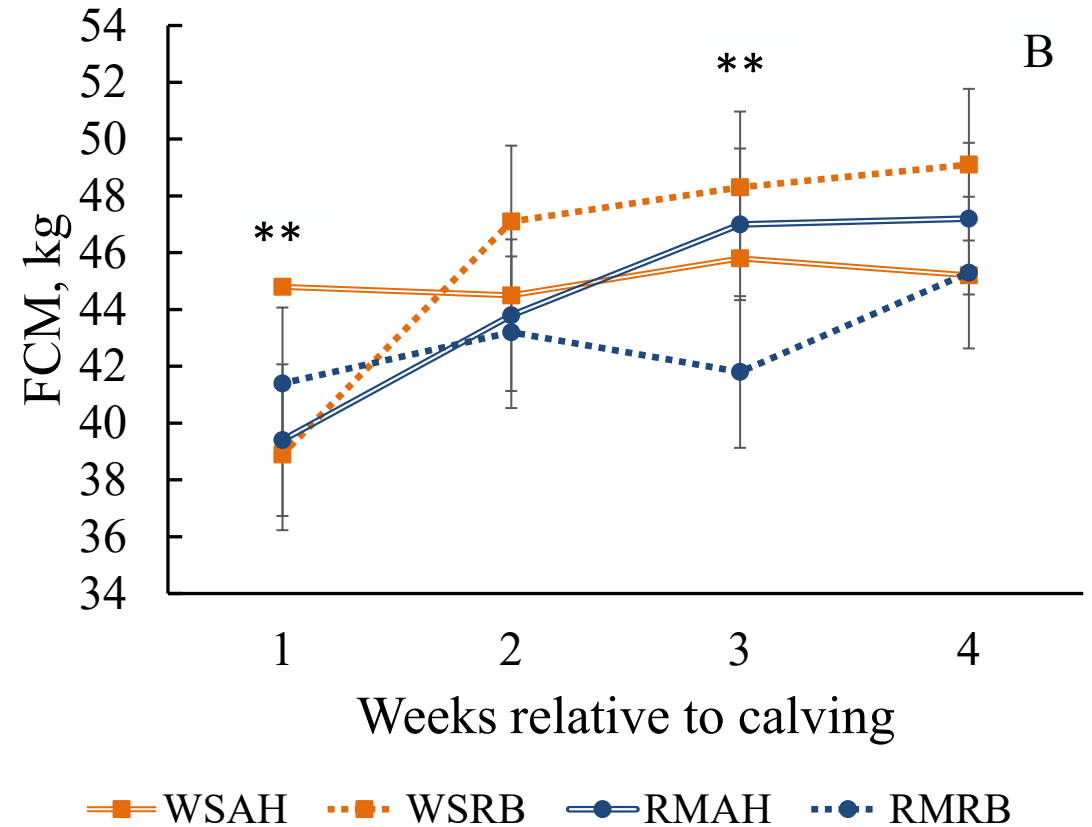 B
**
**
FCM, kg
54
52
50
48
46
44
42
40
38
36
34
1 2 3 4
Weeks relative to calving
WSAH WSRB RMAH RMRB